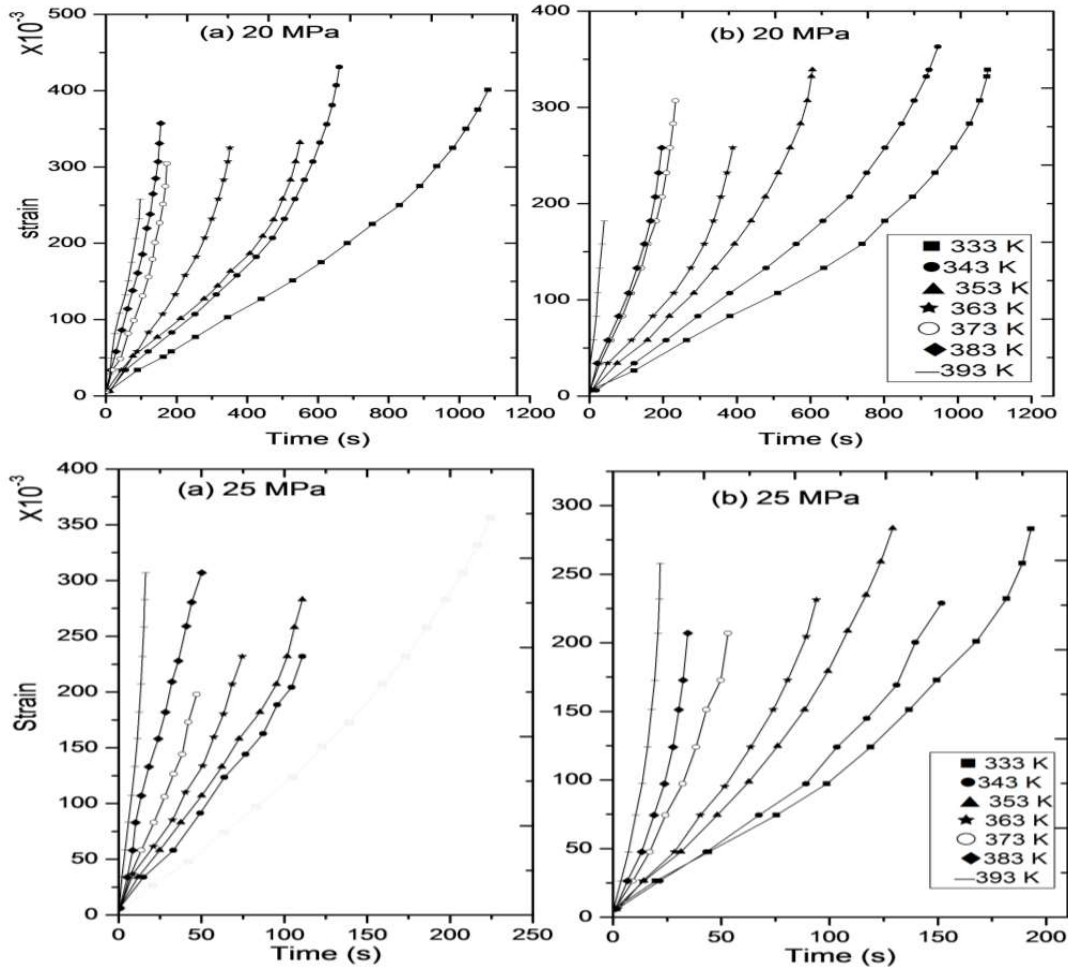 (a) 20 MPa
X10⁻³
500
400
300
200
100
0
strain
0 200 400 600 800 1000 1200
Time (s)
(b) 20 MPa
400
300
200
100
0
333 K
343 K
353 K
363 K
373 K
383 K
393 K
0 200 400 600 800 1000 1200
Time (s)
(a) 25 MPa
X10⁻³
400
350
300
250
200
150
100
50
0
Strain
0 50 100 150 200 250
Time (s)
(b) 25 MPa
300
250
200
150
100
50
0
333 K
343 K
353 K
363 K
373 K
383 K
393 K
0 50 100 150 200
Time (s)